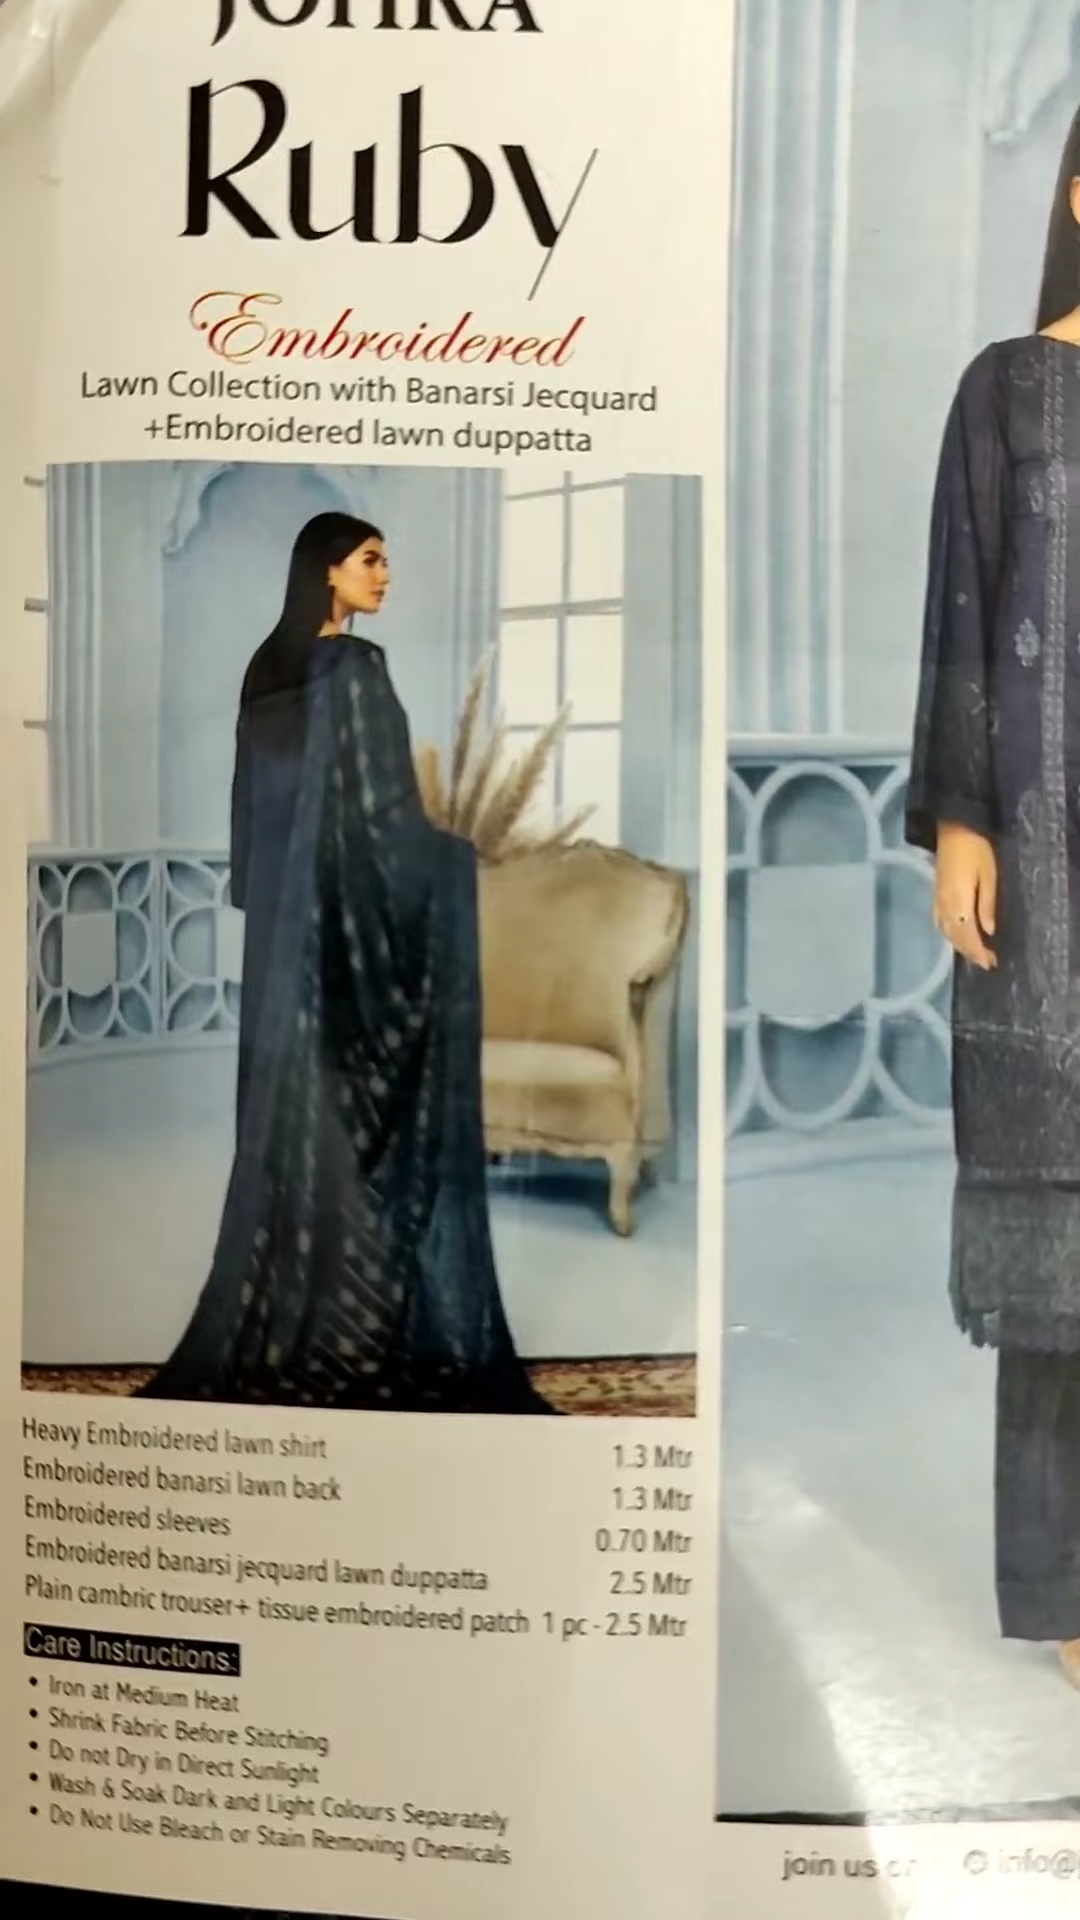 JOHRA
Ruby
Embroidered
Lawn Collection with Banarsi Jecquard
+Embroidered lawn duppatta
Heavy Embroidered lawn shirt 1.3 Mtr
Embroidered banarsi lawn back 1.3 Mtr
Embroidered sleeves 0.70 Mtr
Embroidered banarsi jecquard lawn duppatta 2.5 Mtr
Plain cambric trouser+ tissue embroidered patch 1 pc - 2.5 Mtr
Care Instructions:
• Iron at Medium Heat
• Shrink Fabric Before Stitching
• Do not Dry in Direct Sunlight
• Wash & Soak Dark and Light Colours Separately
• Do Not Use Bleach or Stain Removing Chemicals
join us
info@